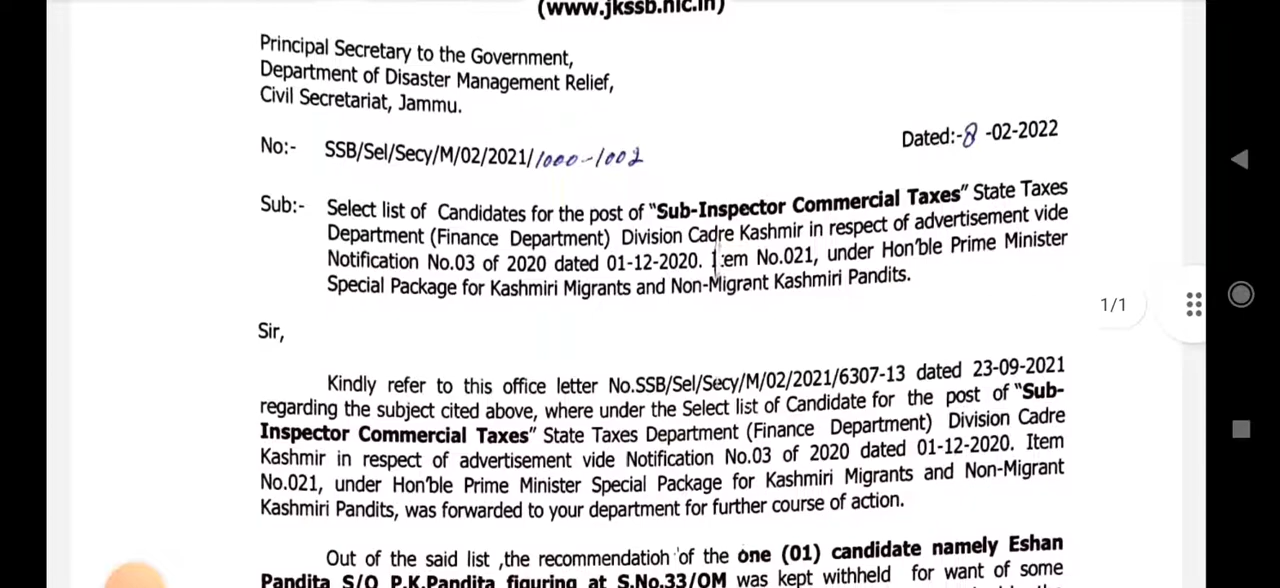 (www.jkssb.nic.in)
Principal Secretary to the Government,
Department of Disaster Management Relief,
Civil Secretariat, Jammu.
No:- SSB/Sel/Secy/M/02/2021/1000-1002 Dated:-8 -02-2022
Sub:- Select list of Candidates for the post of "Sub-Inspector Commercial Taxes" State Taxes
Department (Finance Department) Division Cadre Kashmir in respect of advertisement vide
Notification No.03 of 2020 dated 01-12-2020. Item No.021, under Hon'ble Prime Minister
Special Package for Kashmiri Migrants and Non-Migrant Kashmiri Pandits.
1/1
Sir,
Kindly refer to this office letter No.SSB/Sel/Secy/M/02/2021/6307-13 dated 23-09-2021
regarding the subject cited above, where under the Select list of Candidate for the post of "Sub-
Inspector Commercial Taxes" State Taxes Department (Finance Department) Division Cadre
Kashmir in respect of advertisement vide Notification No.03 of 2020 dated 01-12-2020. Item
No.021, under Hon'ble Prime Minister Special Package for Kashmiri Migrants and Non-Migrant
Kashmiri Pandits, was forwarded to your department for further course of action.
Out of the said list ,the recommendation of the one (01) candidate namely Eshan
Pandita S/O P.K.Pandita figuring at S.No.33/OM was kept withheld for want of some